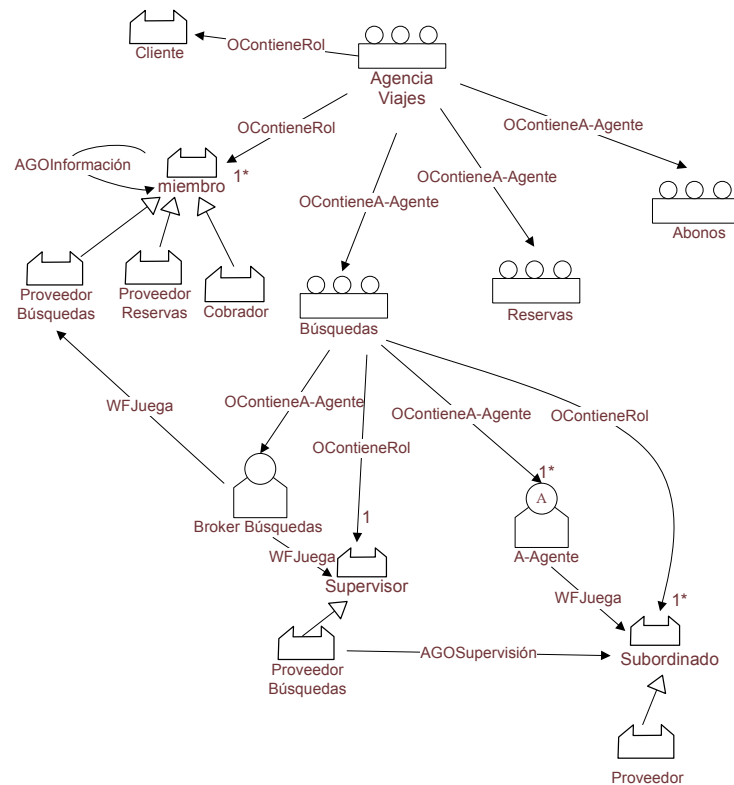 Cliente
OContieneRol
Agencia
Viajes
OContieneRol
OContieneA-Agente
AGOInformación
OContieneA-Agente
miembro
1*
OContieneA-Agente
Abonos
Proveedor
Búsquedas
Proveedor
Reservas
Cobrador
Búsquedas
Reservas
WFJuega
OContieneA-Agente
OContieneA-Agente
OContieneRol
OContieneRol
1*
A
Broker Búsquedas
1
A-Agente
WFJuega
Supervisor
WFJuega
1*
AGOSupervisión
Subordinado
Proveedor
Búsquedas
Proveedor